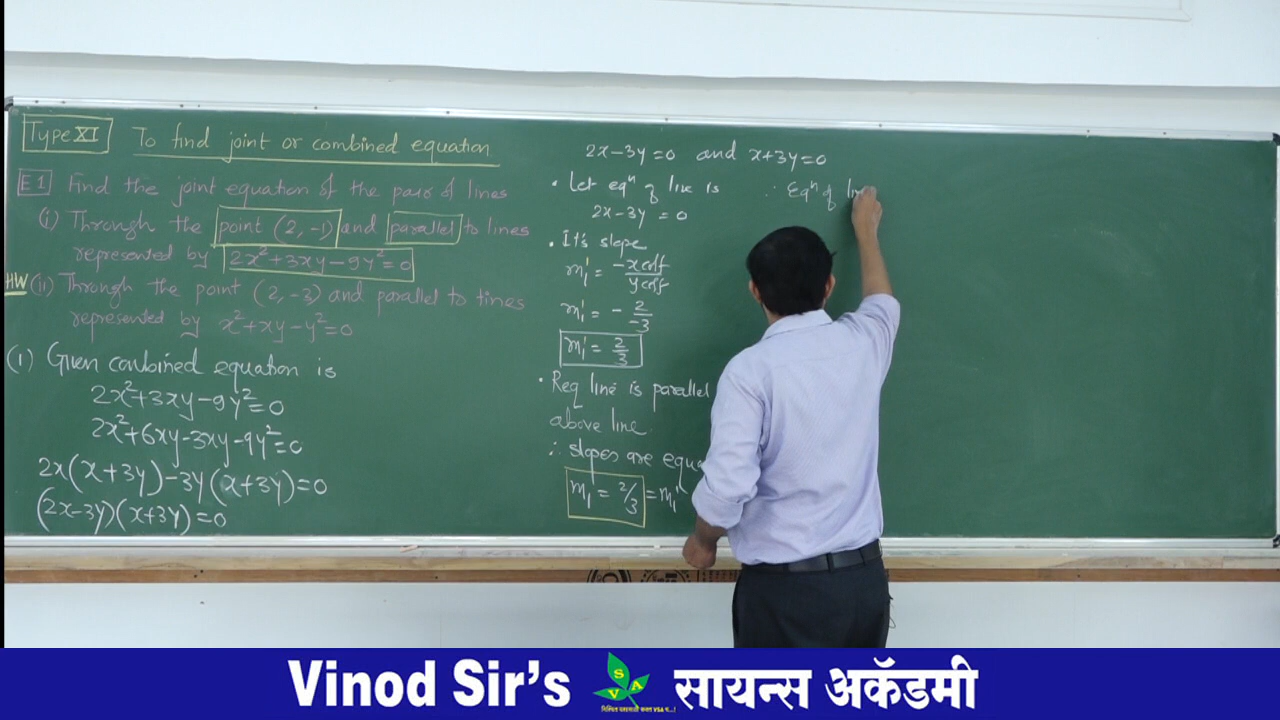 Type XI To find joint or combined equation
E1 Find the joint equation of the pair of lines
(i) Through the point (2, -1) and parallel to lines
represented by 2x²+3xy-9y²=0
HW (ii) Through the point (2, -3) and parallel to lines
represented by x²+xy-y²=0
(1) Given combined equation is
2x²+3xy-9y²=0
2x²+6xy-3xy-9y²=0
2x(x+3y)-3y(x+3y)=0
(2x-3y)(x+3y)=0
2x-3y=0 and x+3y=0
• Let eqⁿ of line is
2x-3y=0
• It's slope
m₁' = -xcoff/ycoff
m₁' = -2/-3
m₁' = 2/3
• Req line is parallel
above line
∴ slopes are equa
m₁ = 2/3 = m₁'
∴ Eqⁿ of lin
Vinod Sir's SVA सायन्स अकॅडमी